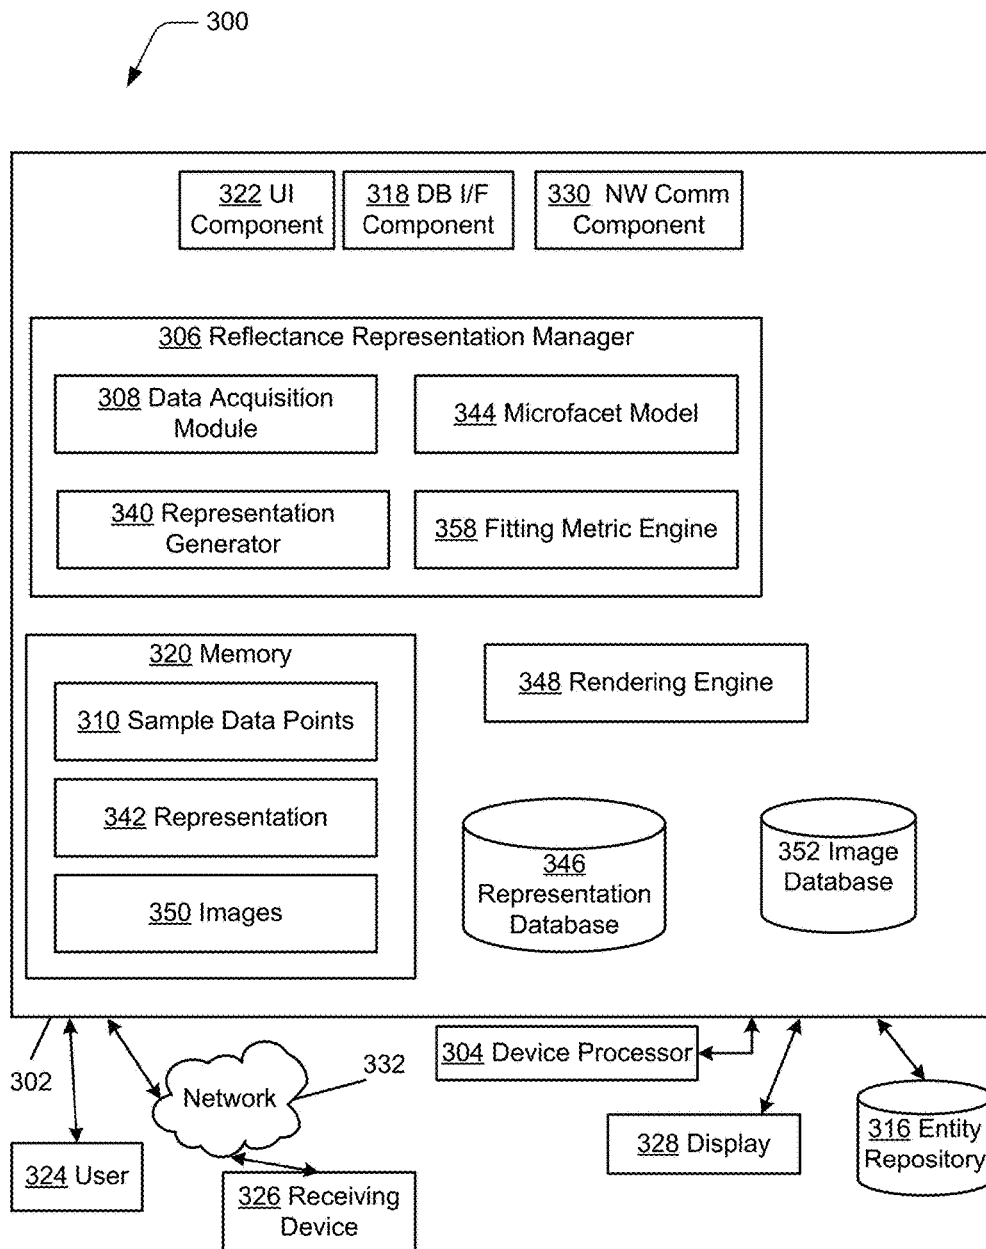 300
322 UI
Component
318 DB I/F
Component
330 NW Comm
Component
306 Reflectance Representation Manager
308 Data Acquisition
Module
344 Microfacet Model
340 Representation
Generator
358 Fitting Metric Engine
320 Memory
310 Sample Data Points
342 Representation
350 Images
348 Rendering Engine
346
Representation
Database
352 Image
Database
302
Network
332
304 Device Processor
324 User
326 Receiving
Device
328 Display
316 Entity
Repository